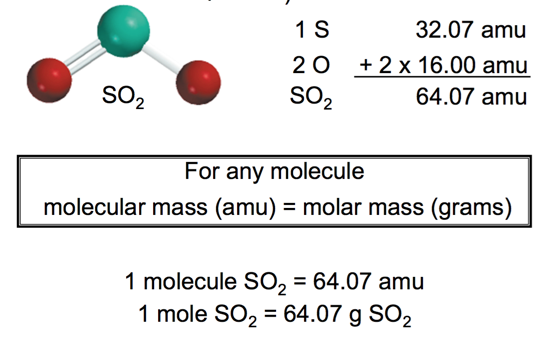 1 S 32.07 amu
2 O + 2 x 16.00 amu
SO₂ SO₂ 64.07 amu
For any molecule
molecular mass (amu) = molar mass (grams)
1 molecule SO₂ = 64.07 amu
1 mole SO₂ = 64.07 g SO₂